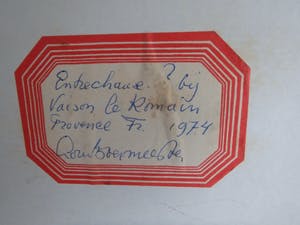 Entrechaux ? bij
Vaison le Romain
Provence Fr. 1974